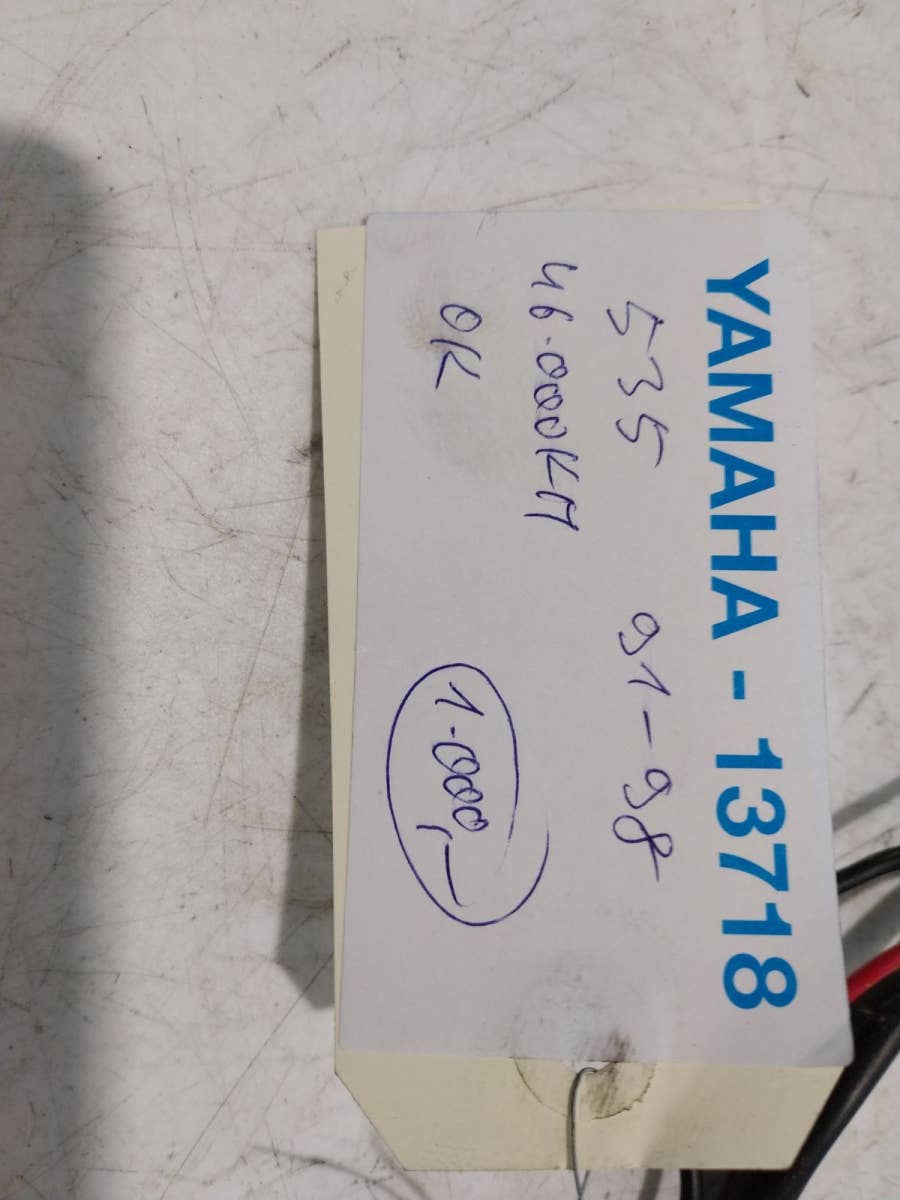 YAMAHA - 13718
535 91-98
46.000KM
OK 1.000,-